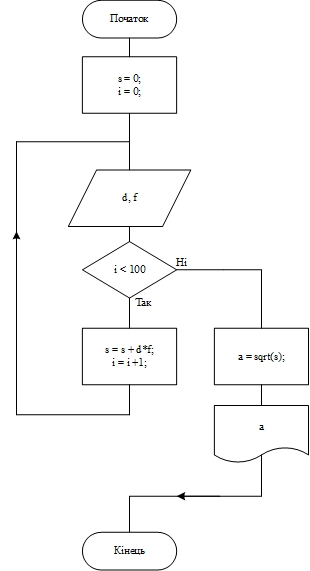 Початок
s = 0;
i = 0;
d, f
i < 100
Ні
Так
s = s + d*f;
i = i +1;
a = sqrt(s);
a
Кінець